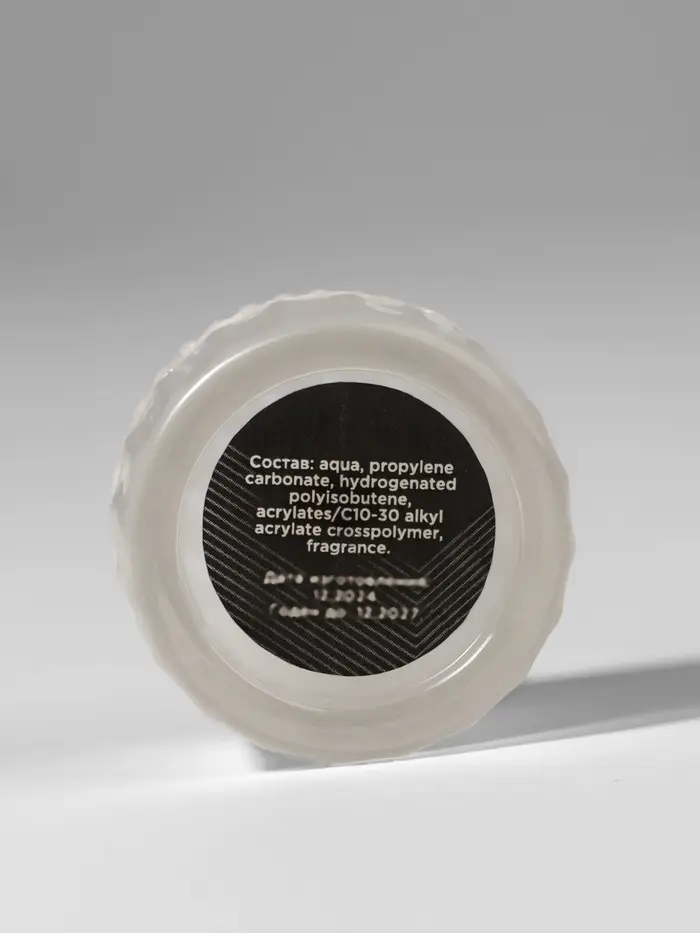 Состав: aqua, propylene
carbonate, hydrogenated
polyisobutene,
acrylates/C10-30 alkyl
acrylate crosspolymer,
fragrance.
Дата изготовления
12.2024
Годен до 12.2027